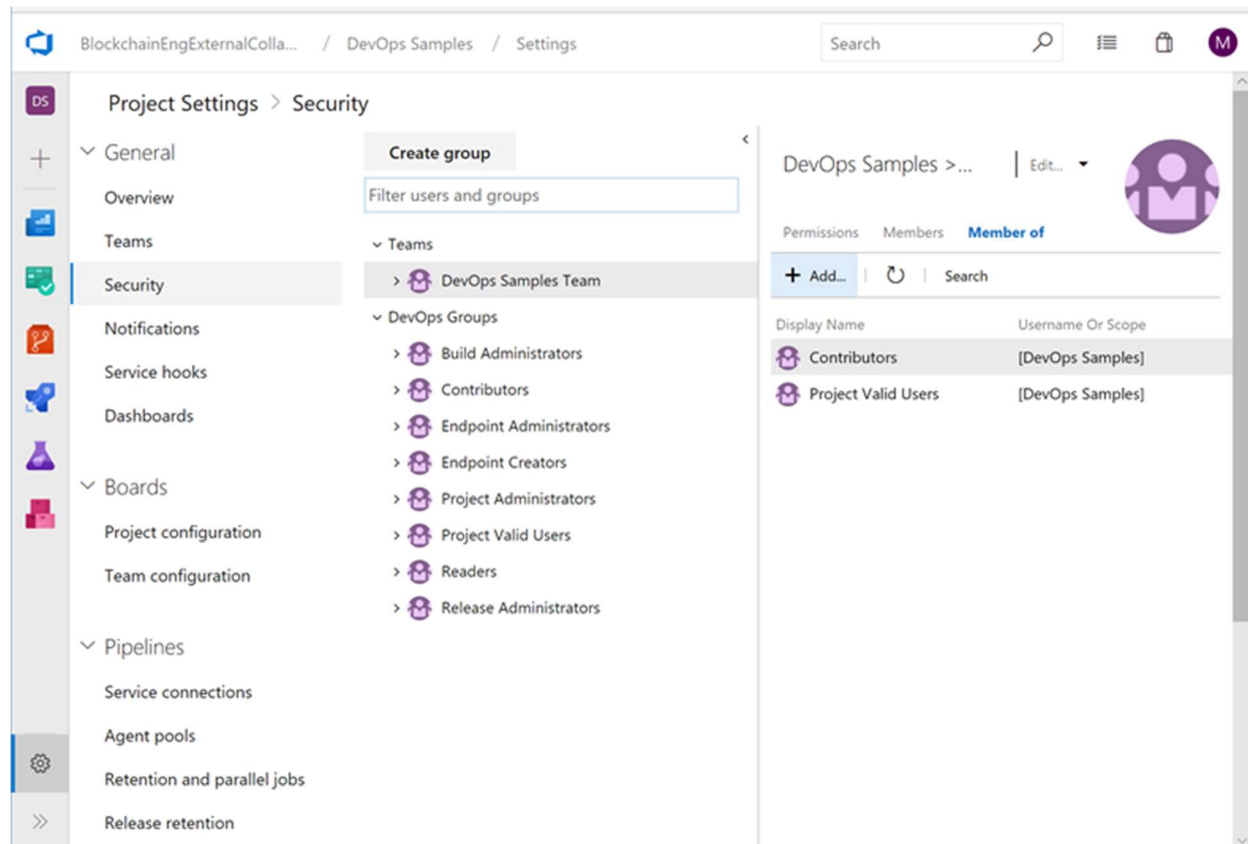 BlockchainEngExternalColla... / DevOps Samples / Settings
Search
M
DS
Project Settings > Security
General
Overview
Teams
Security
Notifications
Service hooks
Dashboards
Boards
Project configuration
Team configuration
Pipelines
Service connections
Agent pools
Retention and parallel jobs
Release retention
Create group
Filter users and groups
Teams
DevOps Samples Team
DevOps Groups
Build Administrators
Contributors
Endpoint Administrators
Endpoint Creators
Project Administrators
Project Valid Users
Readers
Release Administrators
DevOps Samples >... | Edit...
Permissions Members Member of
+ Add... Search
Display Name Username Or Scope
Contributors [DevOps Samples]
Project Valid Users [DevOps Samples]